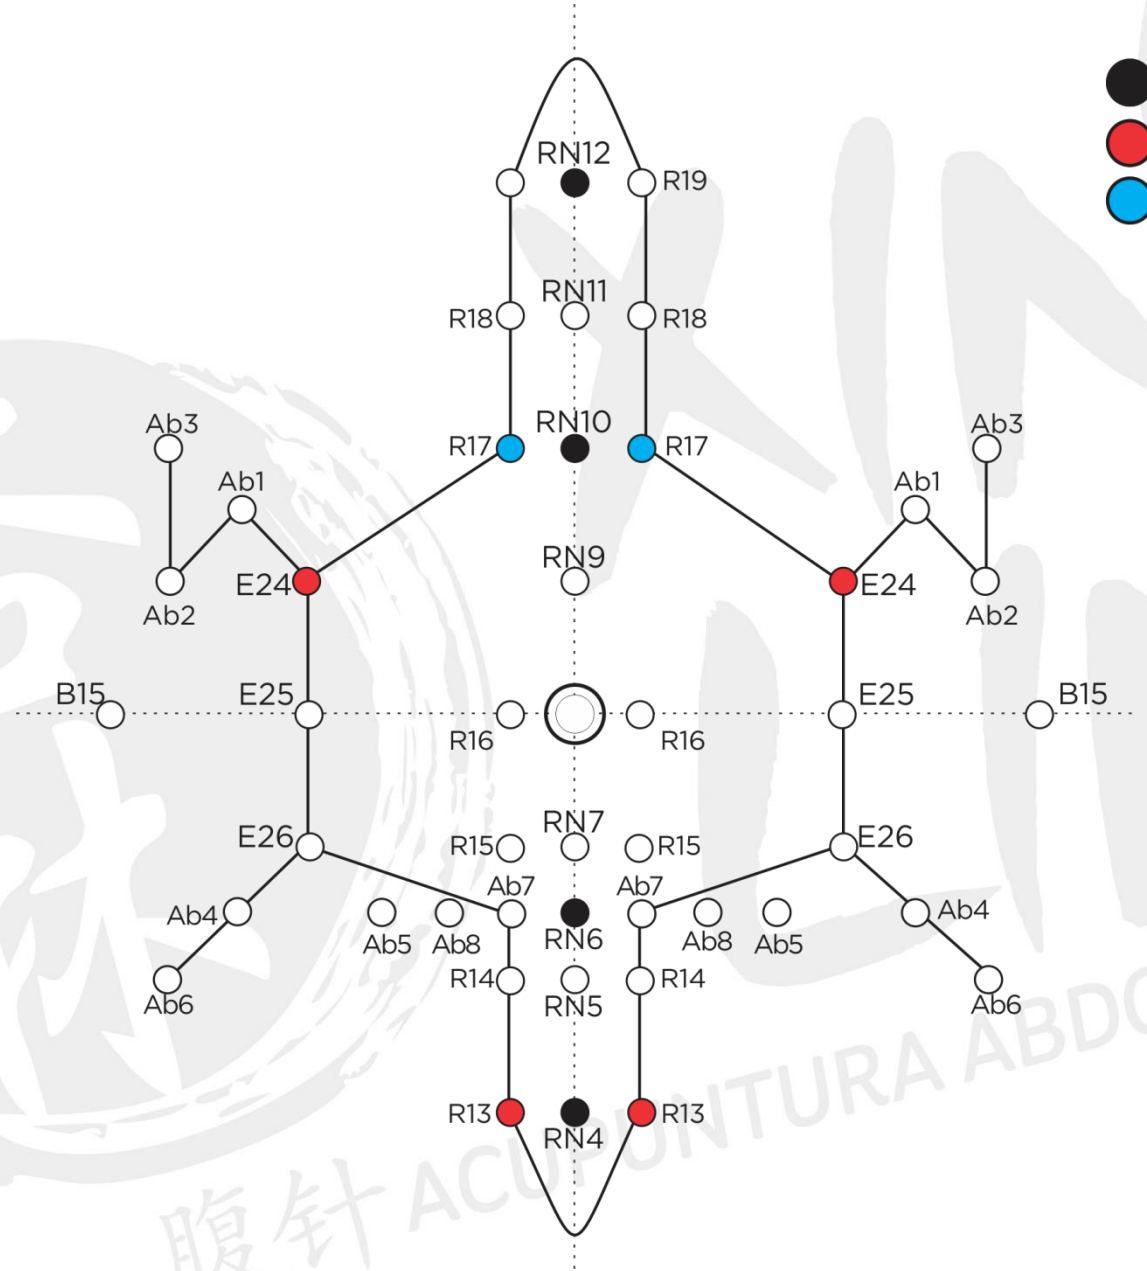 RN12
R19
RN11
R18 R18
RN10
R17 R17
Ab3 Ab3
Ab1 Ab1
RN9
E24 E24
Ab2 Ab2
B15 E25 E25 B15
R16 R16
RN7
E26 R15 R15 E26
Ab7 Ab7
Ab4 Ab5 Ab8 RN6 Ab8 Ab5 Ab4
R14 R14
Ab6 RN5 Ab6
R13 R13
RN4
腹针 ACUPUNTURA ABDO